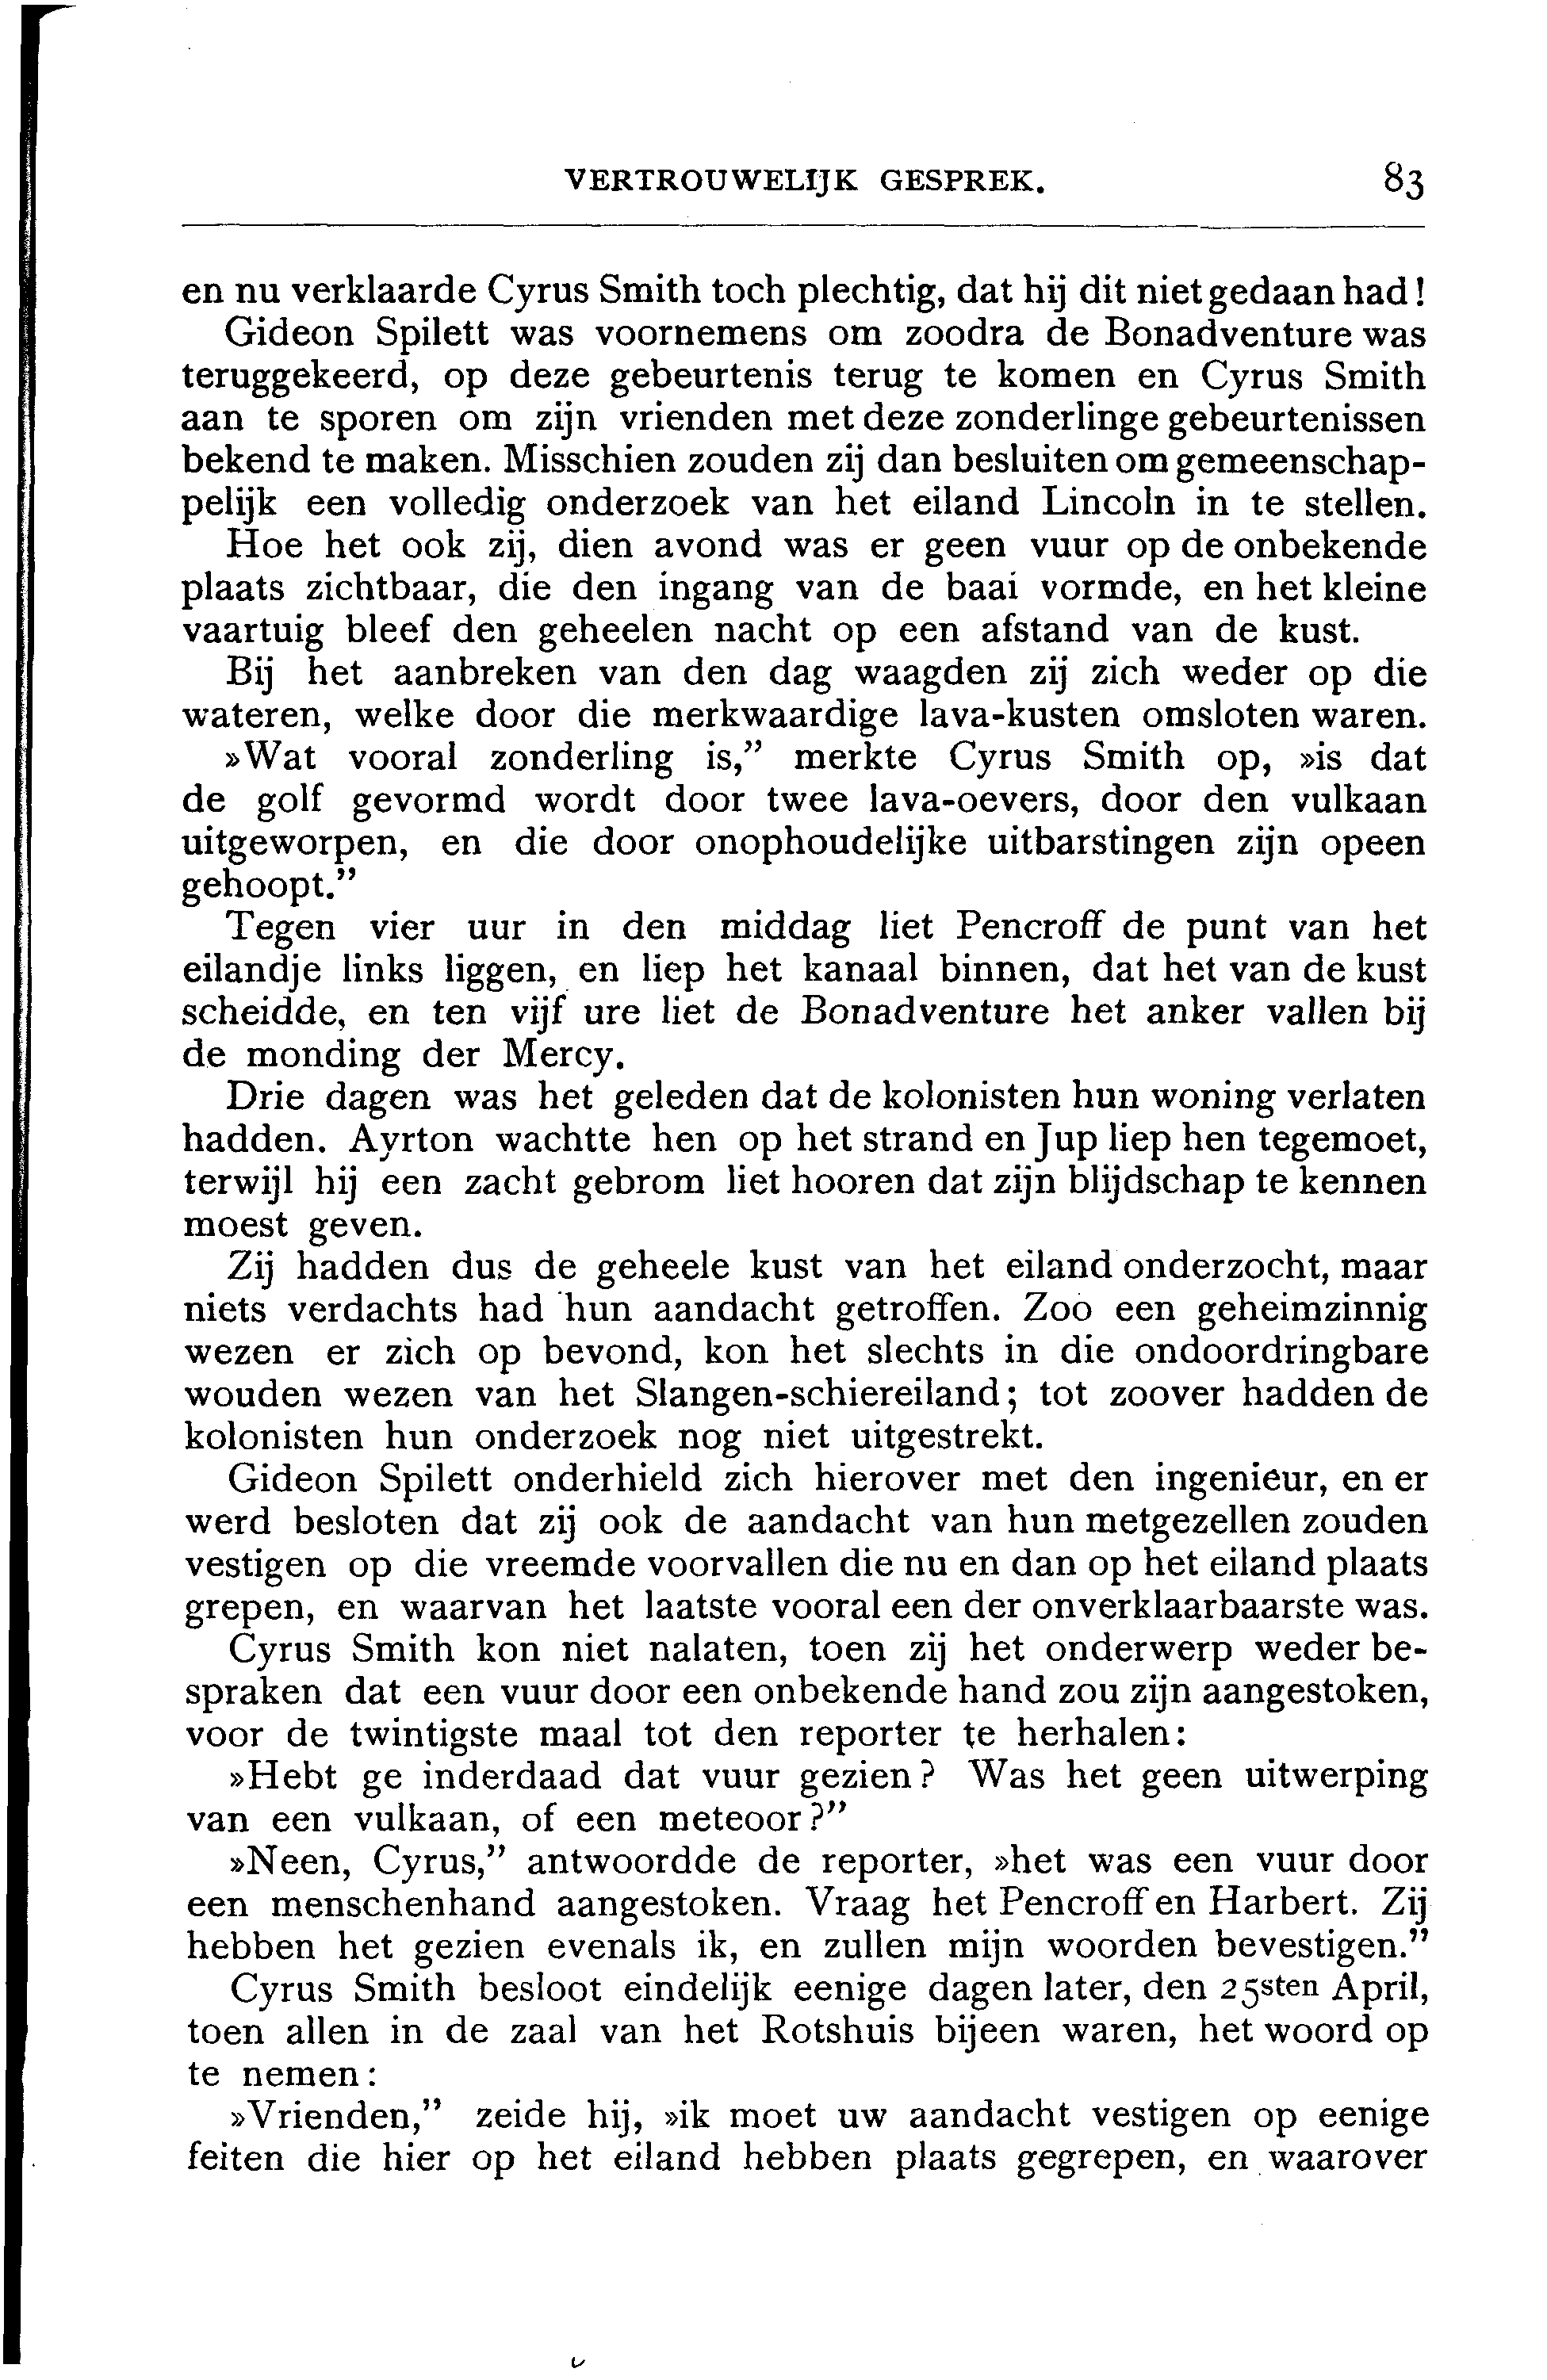 VERTROUWELIJK GESPREK. 83
en nu verklaarde Cyrus Smith toch plechtig, dat hij dit niet gedaan had!
Gideon Spilett was voornemens om zoodra de Bonadventure was
teruggekeerd, op deze gebeurtenis terug te komen en Cyrus Smith
aan te sporen om zijn vrienden met deze zonderlinge gebeurtenissen
bekend te maken. Misschien zouden zij dan besluiten om gemeenschap-
pelijk een volledig onderzoek van het eiland Lincoln in te stellen.
Hoe het ook zij, dien avond was er geen vuur op de onbekende
plaats zichtbaar, die den ingang van de baai vormde, en het kleine
vaartuig bleef den geheelen nacht op een afstand van de kust.
Bij het aanbreken van den dag waagden zij zich weder op die
wateren, welke door die merkwaardige lava-kusten omsloten waren.
»Wat vooral zonderling is,” merkte Cyrus Smith op, »is dat
de golf gevormd wordt door twee lava-oevers, door den vulkaan
uitgeworpen, en die door onophoudelijke uitbarstingen zijn opeen
gehoopt.”
Tegen vier uur in den middag liet Pencroff de punt van het
eilandje links liggen, en liep het kanaal binnen, dat het van de kust
scheidde, en ten vijf ure liet de Bonadventure het anker vallen bij
de monding der Mercy.
Drie dagen was het geleden dat de kolonisten hun woning verlaten
hadden. Ayrton wachtte hen op het strand en Jup liep hen tegemoet,
terwijl hij een zacht gebrom liet hooren dat zijn blijdschap te kennen
moest geven.
Zij hadden dus de geheele kust van het eiland onderzocht, maar
niets verdachts had hun aandacht getroffen. Zoo een geheimzinnig
wezen er zich op bevond, kon het slechts in die ondoordringbare
wouden wezen van het Slangen-schiereiland; tot zoover hadden de
kolonisten hun onderzoek nog niet uitgestrekt.
Gideon Spilett onderhield zich hierover met den ingenieur, en er
werd besloten dat zij ook de aandacht van hun metgezellen zouden
vestigen op die vreemde voorvallen die nu en dan op het eiland plaats
grepen, en waarvan het laatste vooral een der onverklaarbaarste was.
Cyrus Smith kon niet nalaten, toen zij het onderwerp weder be-
spraken dat een vuur door een onbekende hand zou zijn aangestoken,
voor de twintigste maal tot den reporter te herhalen:
»Hebt ge inderdaad dat vuur gezien? Was het geen uitwerping
van een vulkaan, of een meteoor?”
»Neen, Cyrus,” antwoordde de reporter, »het was een vuur door
een menschenhand aangestoken. Vraag het Pencroff en Harbert. Zij
hebben het gezien evenals ik, en zullen mijn woorden bevestigen.”
Cyrus Smith besloot eindelijk eenige dagen later, den 25sten April,
toen allen in de zaal van het Rotshuis bijeen waren, het woord op
te nemen:
»Vrienden,” zeide hij, »ik moet uw aandacht vestigen op eenige
feiten die hier op het eiland hebben plaats gegrepen, en waarover